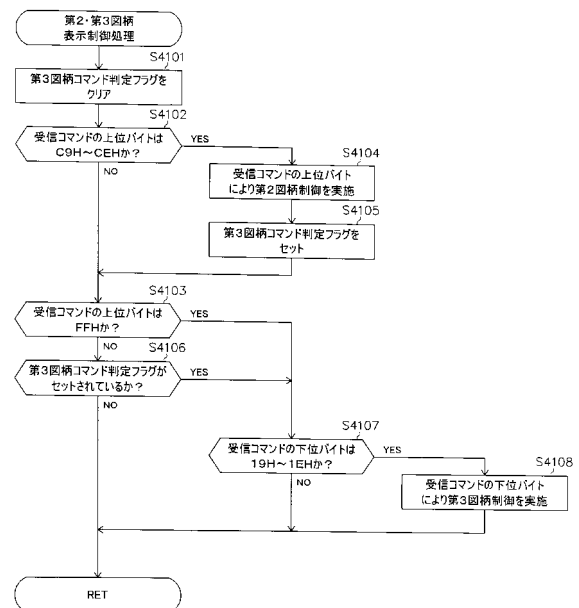 第2・第3図柄
表示制御処理
S4101
第3図柄コマンド判定フラグを
クリア
S4102
受信コマンドの上位バイトは
C9H～CEHか？
YES
NO
S4104
受信コマンドの上位バイト
により第2図柄制御を実施
S4105
第3図柄コマンド判定フラグを
セット
S4103
受信コマンドの上位バイトは
FFHか？
YES
NO
S4106
第3図柄コマンド判定フラグが
セットされているか？
YES
NO
S4107
受信コマンドの下位バイトは
19H～1EHか？
YES
NO
S4108
受信コマンドの下位バイト
により第3図柄制御を実施
RET